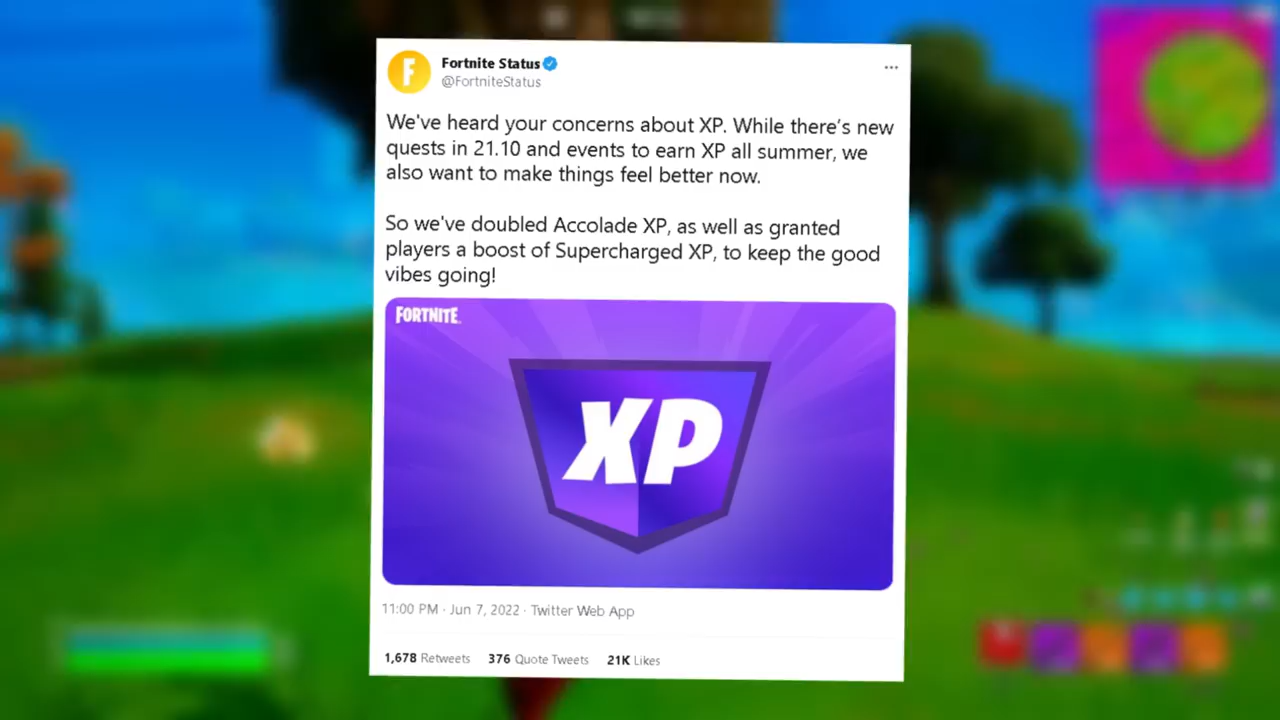 Fortnite Status
@FortniteStatus
We've heard your concerns about XP. While there's new
quests in 21.10 and events to earn XP all summer, we
also want to make things feel better now.
So we've doubled Accolade XP, as well as granted
players a boost of Supercharged XP, to keep the good
vibes going!
FORTNITE
XP
11:00 PM · Jun 7, 2022 · Twitter Web App
1,678 Retweets 376 Quote Tweets 21K Likes